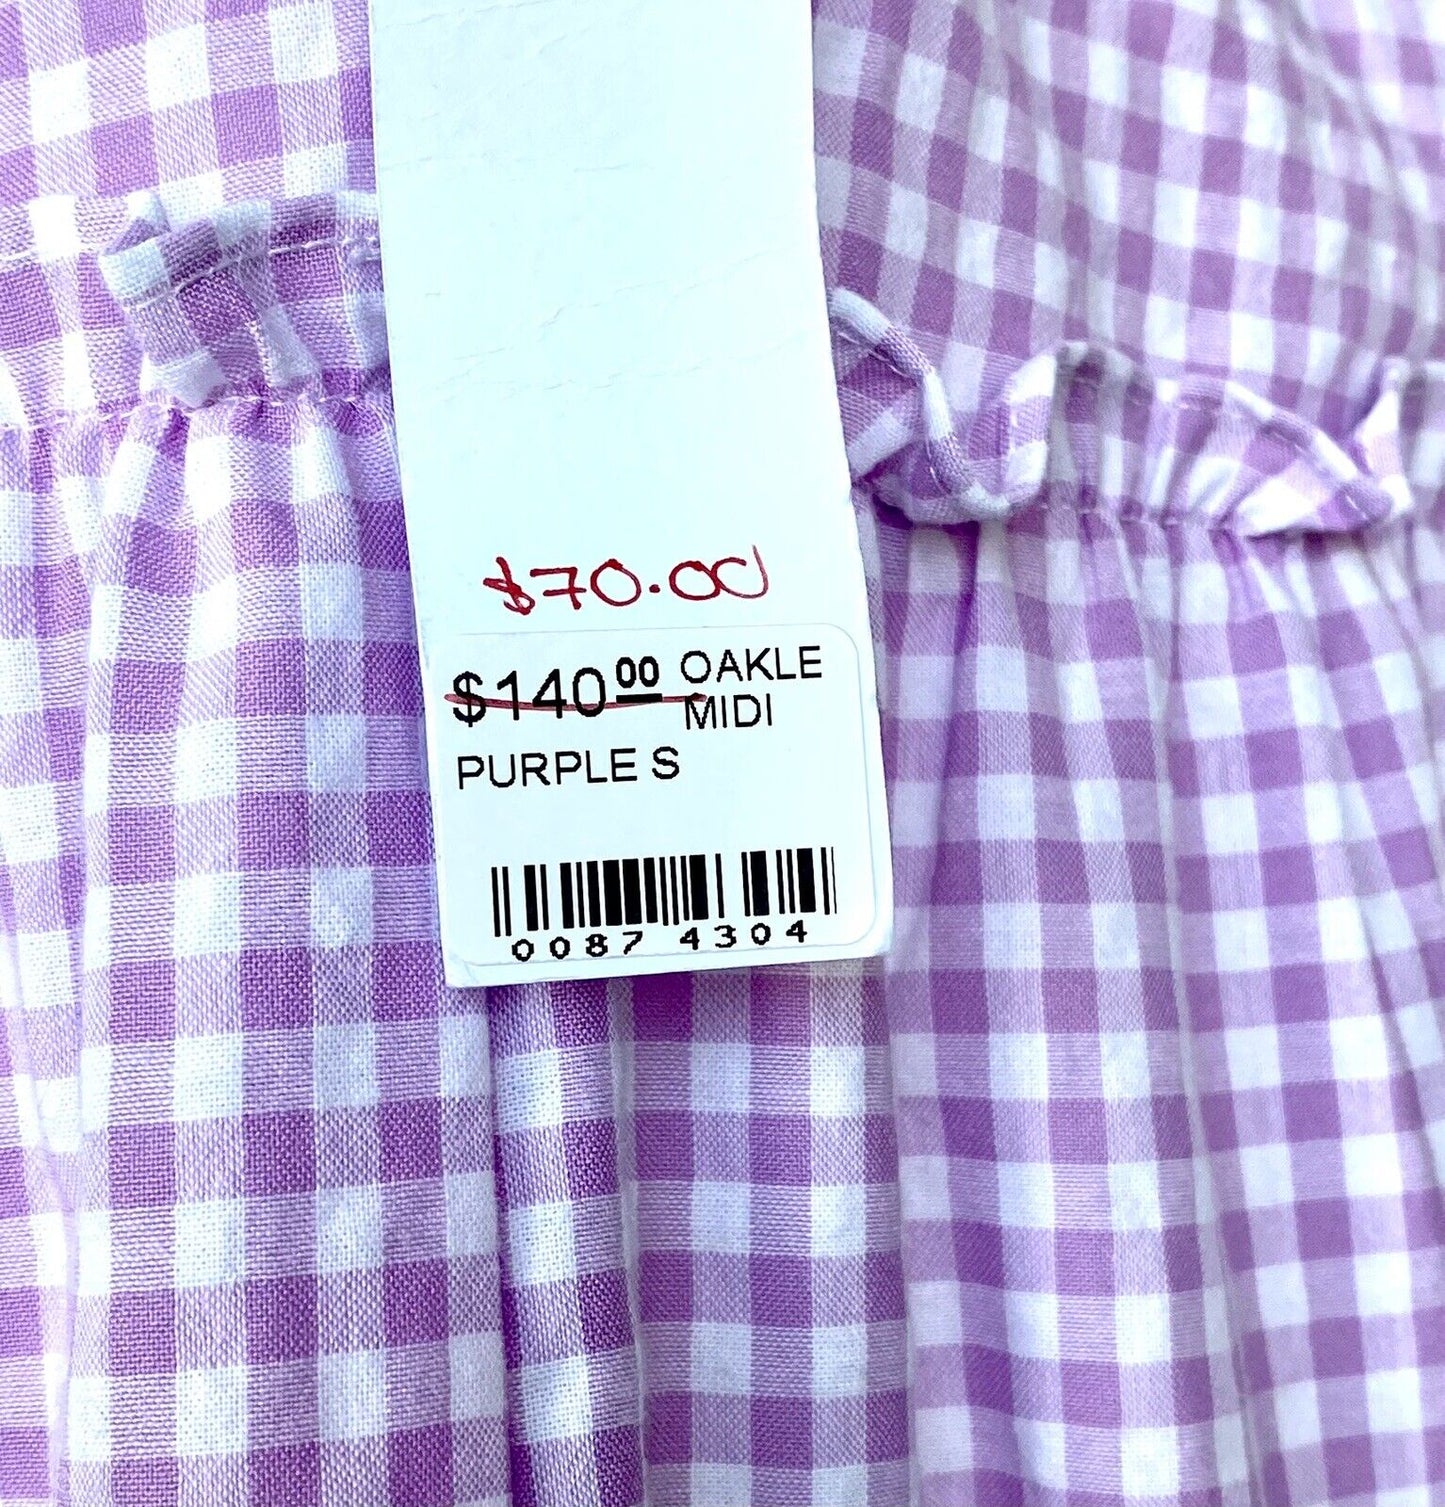 $70.00
$140.00 OAKLE
MIDI
PURPLE S
0087 4304